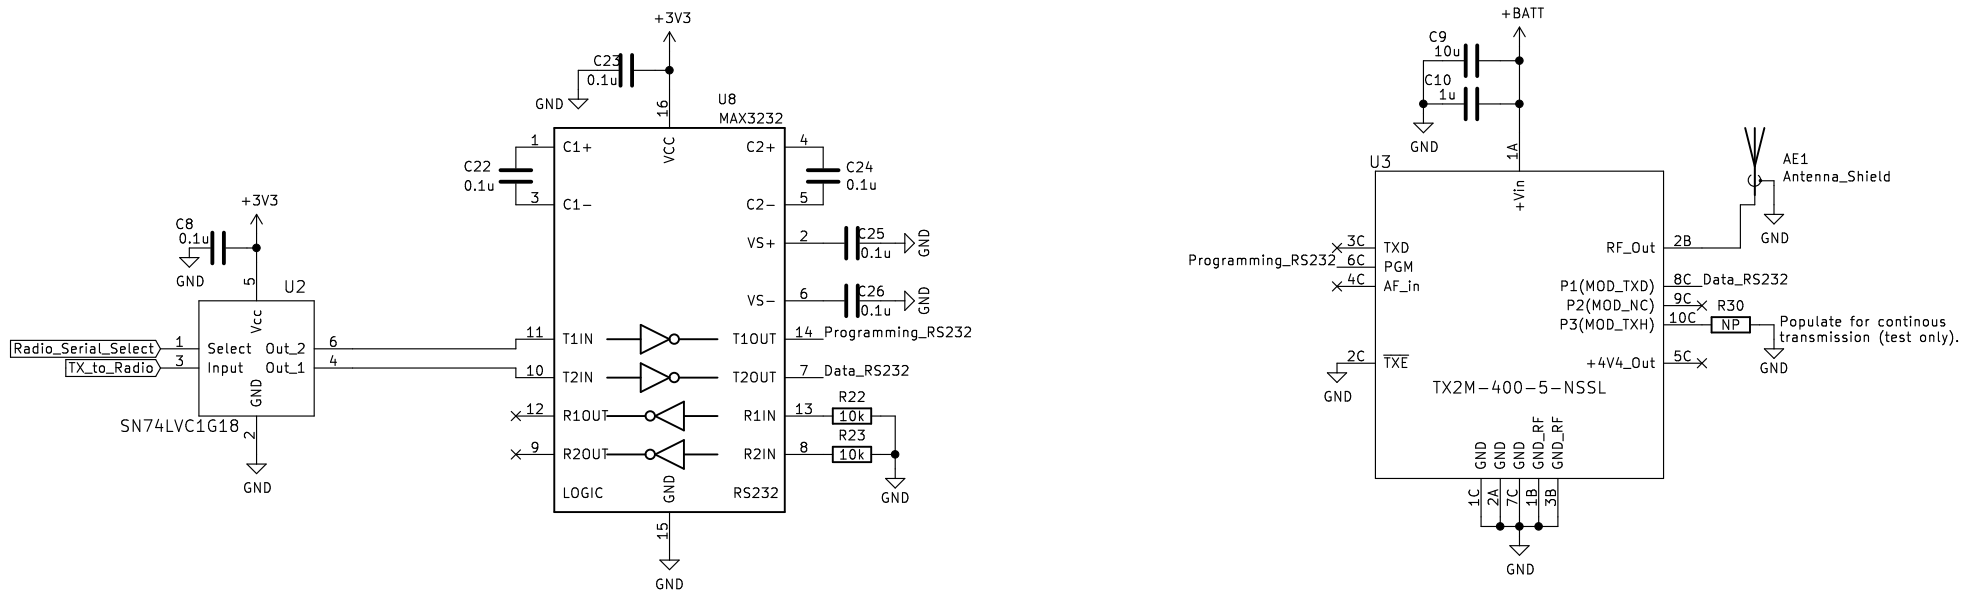 +3V3
C8
0.1u
GND
5
U2
Vcc
Radio_Serial_Select
1
Select
Out_2
6
TX_to_Radio
3
Input
Out_1
4
GND
SN74LVC1G18
2
GND
+3V3
C23
0.1u
GND
16
U8
MAX3232
VCC
C22
0.1u
1
C1+
3
C1-
C2+
4
C2-
5
C24
0.1u
VS+
2
C25
0.1u
GND
VS-
6
C26
0.1u
GND
11
T1IN
T1OUT
14
Programming_RS232
10
T2IN
T2OUT
7
Data_RS232
12
R1OUT
R1IN
13
R22
10k
9
R2OUT
R2IN
8
R23
10k
GND
LOGIC
GND
RS232
15
GND
+BATT
C9
10u
C10
1u
GND
1A
U3
+Vin
AE1
Antenna_Shield
GND
3C
TXD
RF_Out
2B
Programming_RS232
6C
PGM
4C
AF_in
P1(MOD_TXD)
8C
Data_RS232
P2(MOD_NC)
9C
P3(MOD_TXH)
10C
R30
NP
Populate for continous
transmission (test only).
GND
2C
TXE
GND
+4V4_Out
5C
TX2M-400-5-NSSL
GND
GND
GND
GND_RF
GND_RF
1C
2A
7C
1B
3B
GND